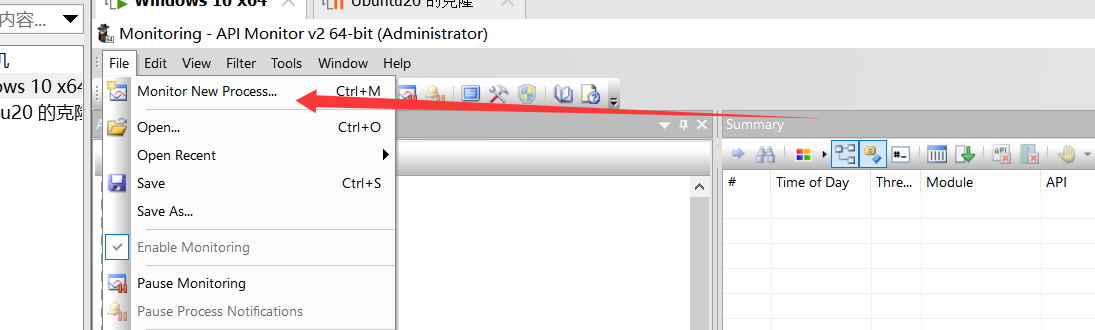 内容...
Windows 10 x64
Ubuntu20 的克隆
机
ows 10 x64
u20 的克隆
Monitoring - API Monitor v2 64-bit (Administrator)
File Edit View Filter Tools Window Help
Monitor New Process... Ctrl+M
Open... Ctrl+O
Open Recent
Save Ctrl+S
Save As...
Enable Monitoring
Pause Monitoring
Pause Process Notifications
Summary
# Time of Day Thre... Module API